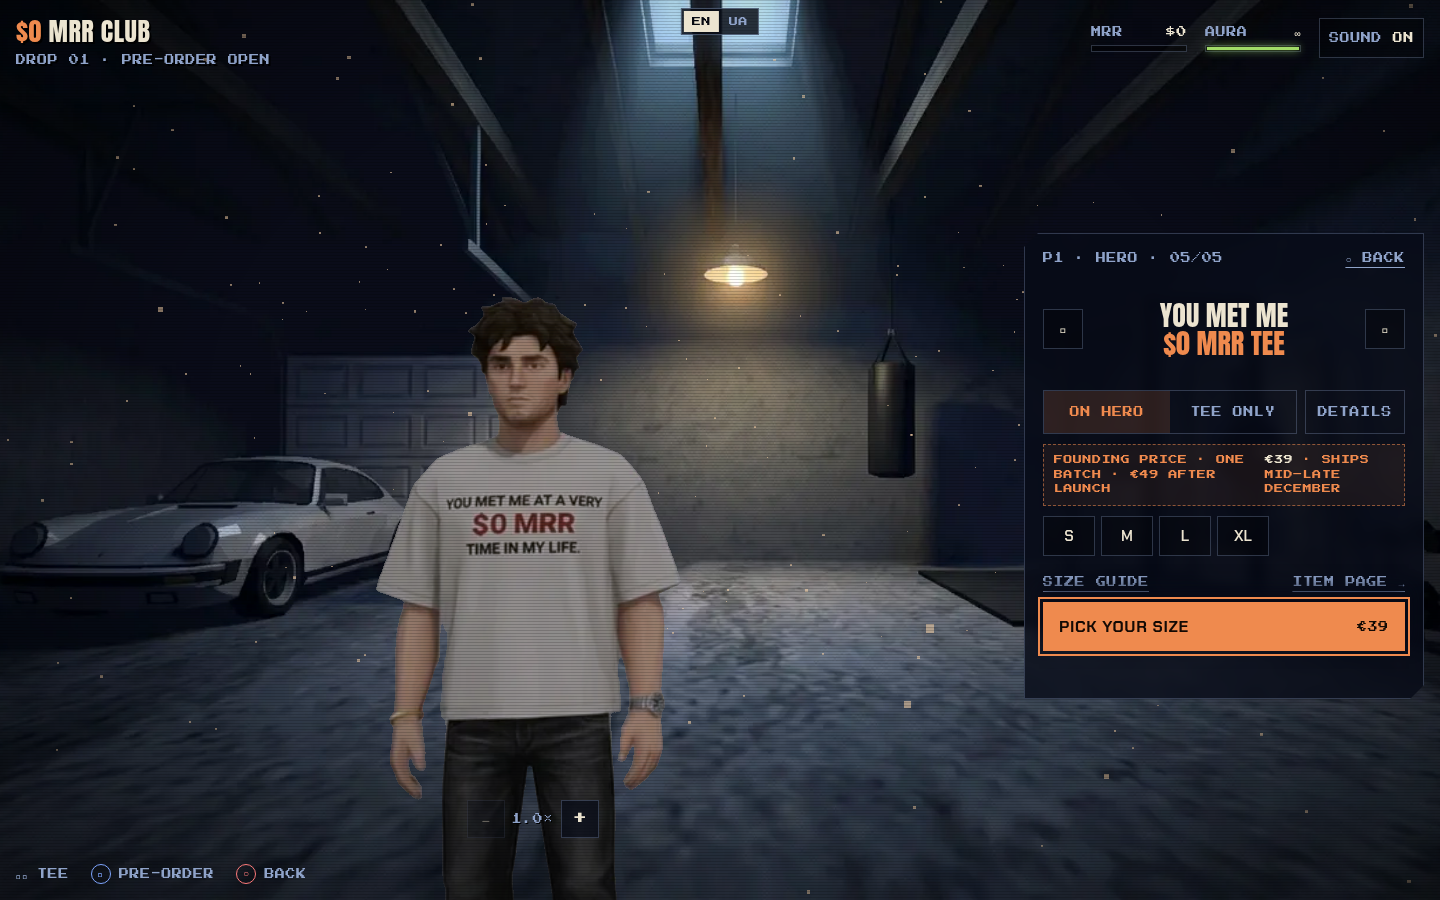 $0 MRR CLUB
DROP 01 · PRE-ORDER OPEN
EN UA
MRR $0
AURA ∞
SOUND ON
P1 · HERO · 05/05
BACK
YOU MET ME
$0 MRR TEE
ON HERO
TEE ONLY
DETAILS
FOUNDING PRICE · ONE
BATCH · €49 AFTER
LAUNCH
€39 · SHIPS
MID-LATE
DECEMBER
S M L XL
SIZE GUIDE
ITEM PAGE
PICK YOUR SIZE €39
YOU MET ME AT A VERY
$0 MRR
TIME IN MY LIFE.
− 1.0× +
TEE
PRE-ORDER
BACK